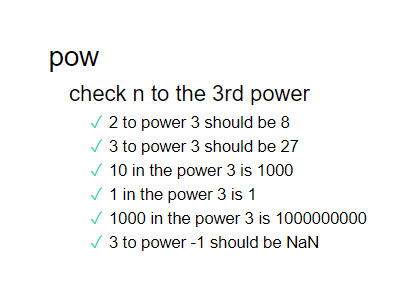 pow
check n to the 3rd power
✓ 2 to power 3 should be 8
✓ 3 to power 3 should be 27
✓ 10 in the power 3 is 1000
✓ 1 in the power 3 is 1
✓ 1000 in the power 3 is 1000000000
✓ 3 to power -1 should be NaN